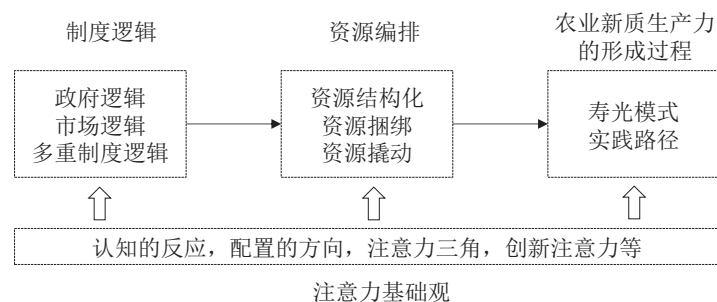 制度逻辑
资源编排
农业新质生产力
的形成过程
政府逻辑
市场逻辑
多重制度逻辑
资源结构化
资源捆绑
资源撬动
寿光模式
实践路径
认知的反应，配置的方向，注意力三角，创新注意力等
注意力基础观